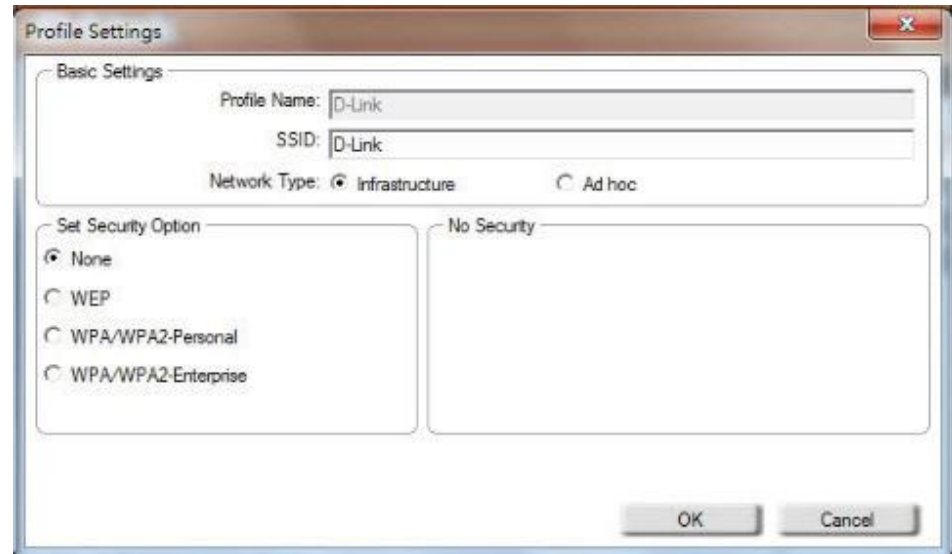 Profile Settings
Basic Settings
Profile Name: D-Link
SSID: D-Link
Network Type: Infrastructure Ad hoc
Set Security Option
None
WEP
WPA/WPA2-Personal
WPA/WPA2-Enterprise
No Security
OK Cancel